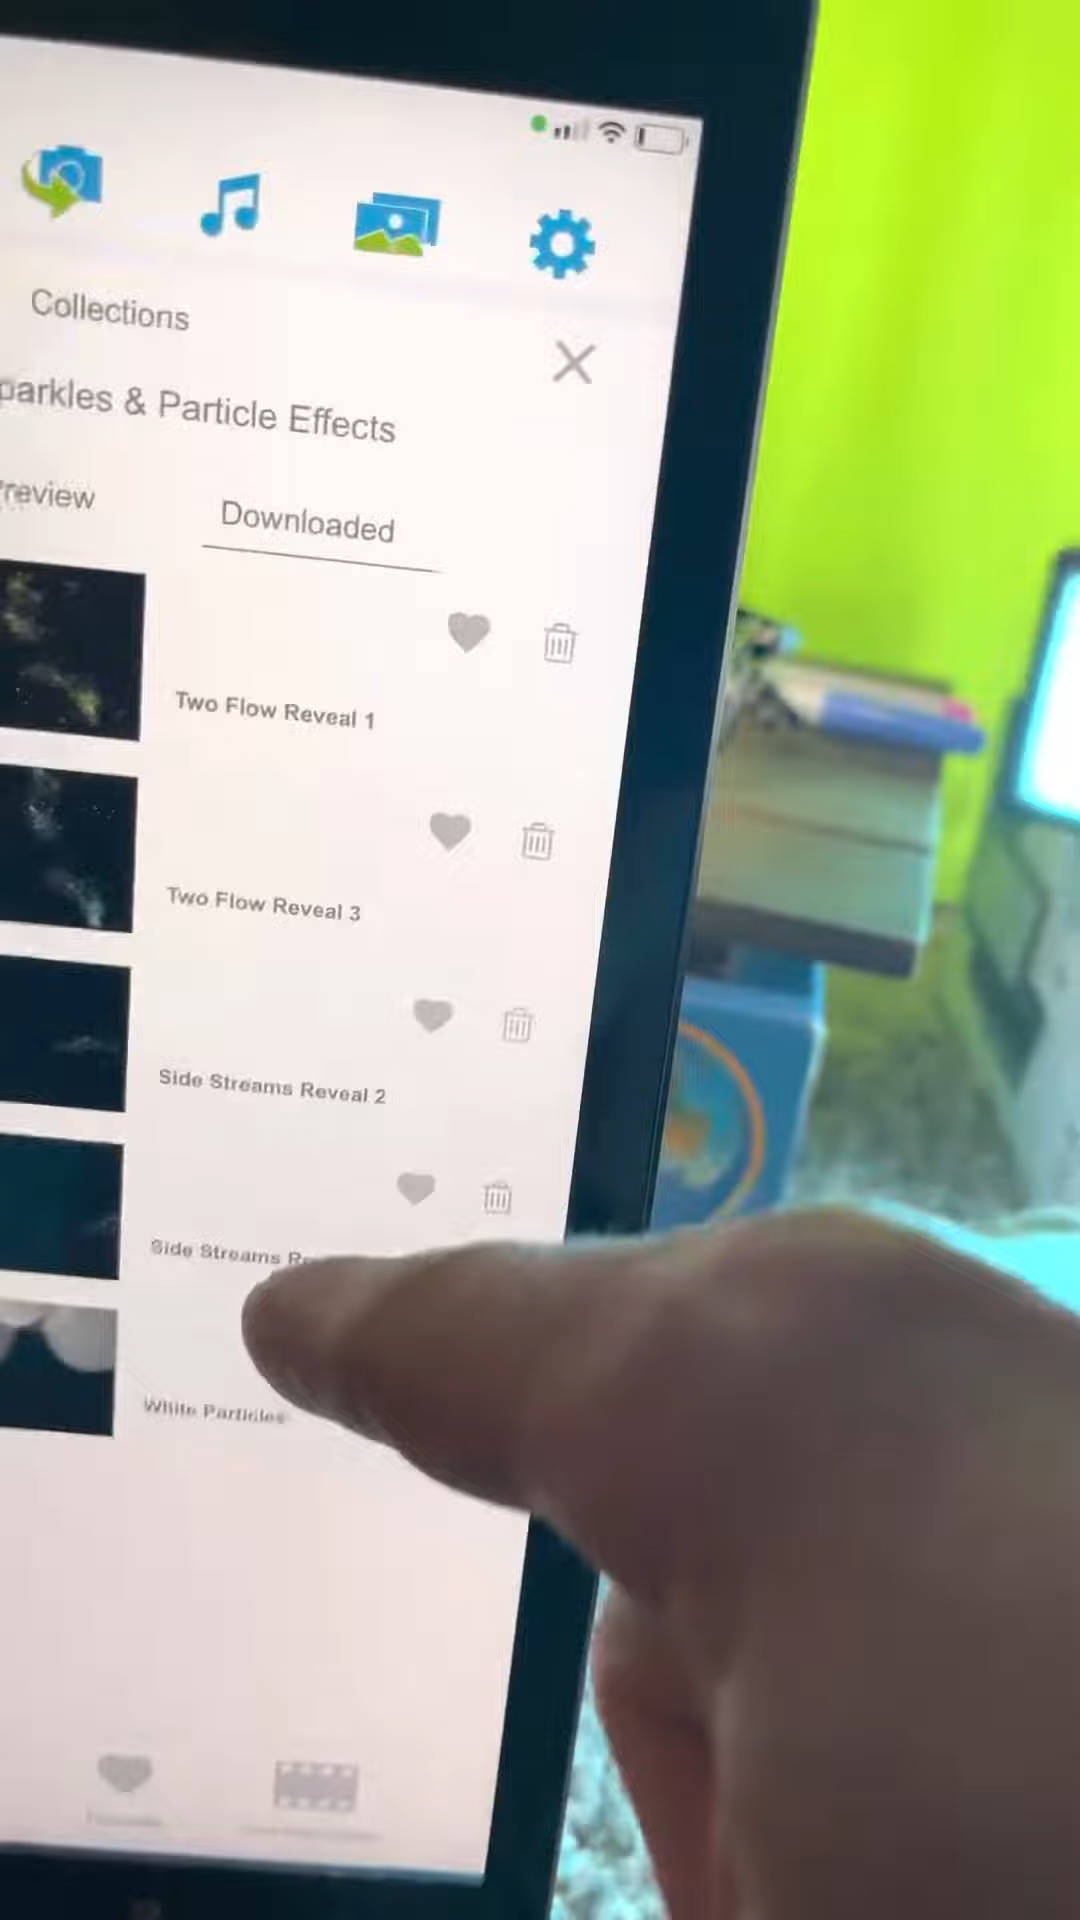 Collections
parkles & Particle Effects
review
Downloaded
Two Flow Reveal 1
Two Flow Reveal 3
Side Streams Reveal 2
Side Streams
White Particles